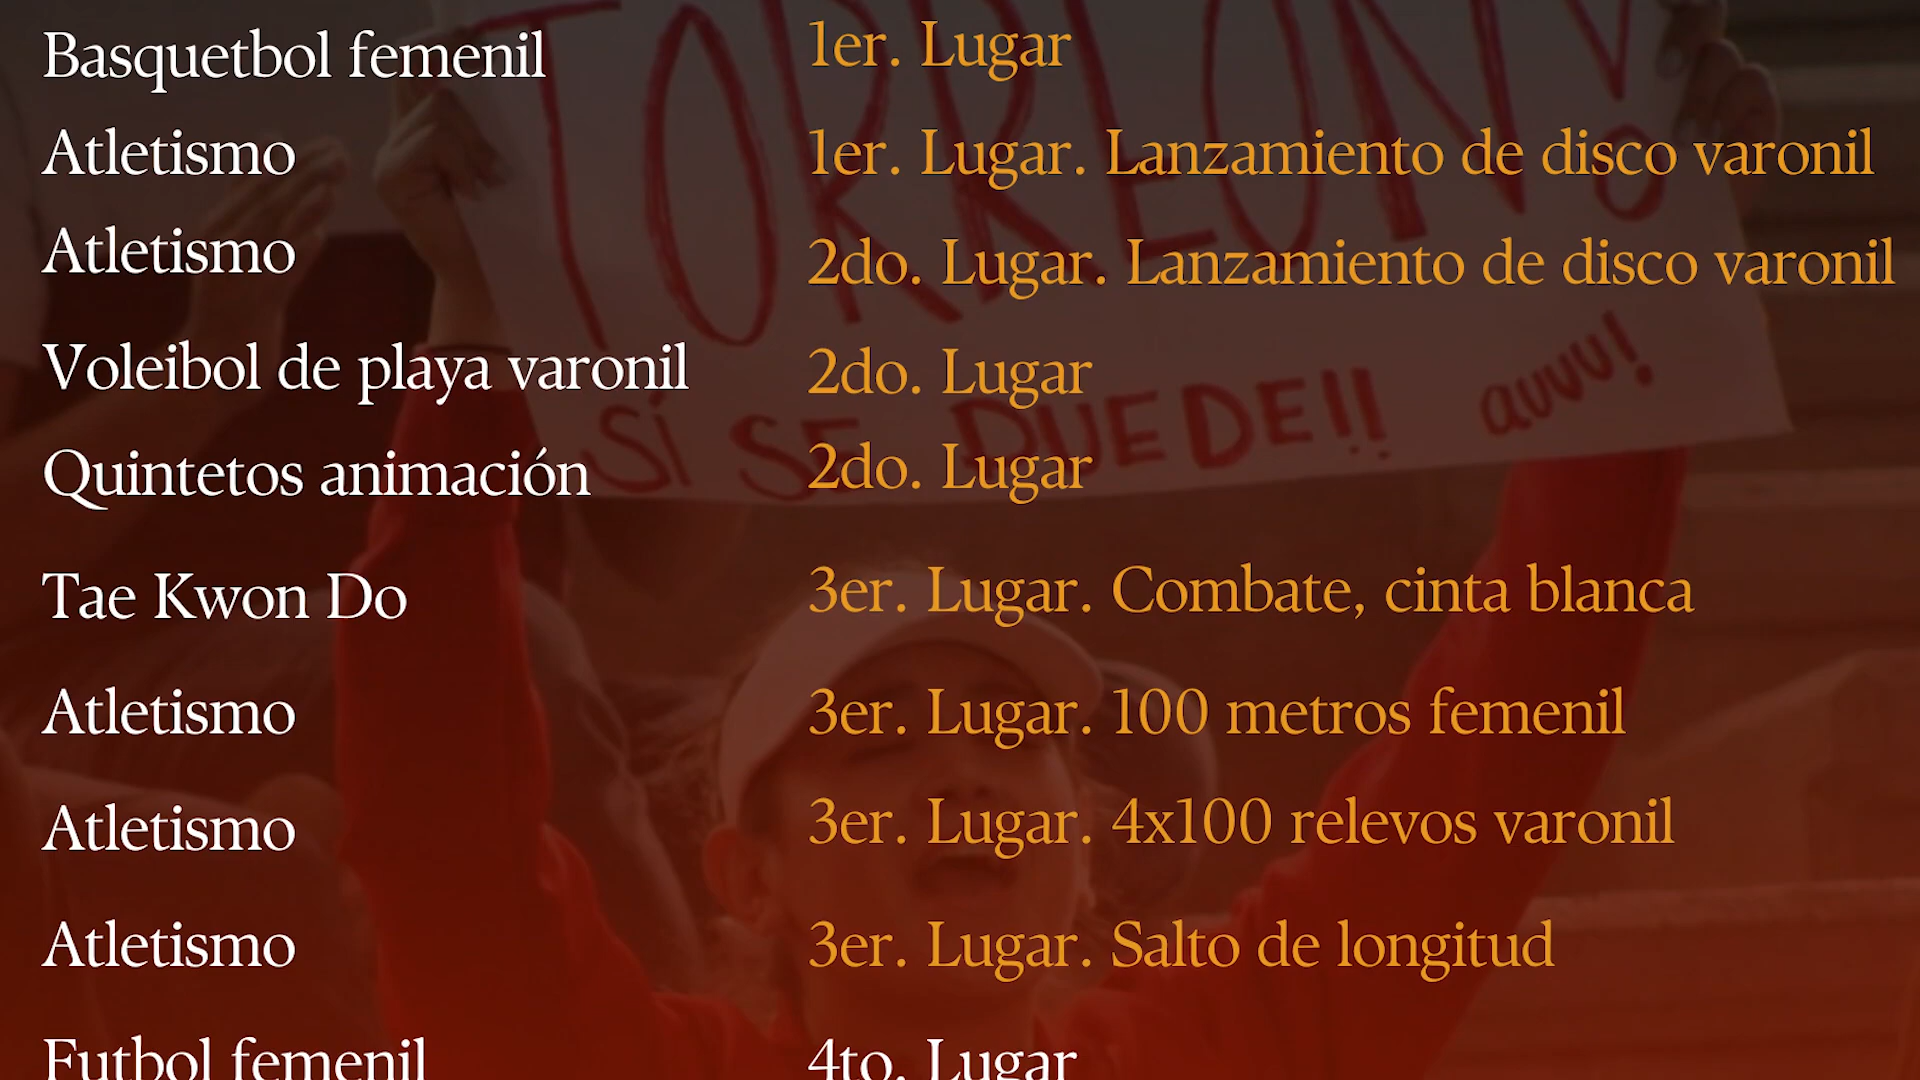 Basquetbol femenil 1er. Lugar
Atletismo 1er. Lugar. Lanzamiento de disco varonil
Atletismo 2do. Lugar. Lanzamiento de disco varonil
Voleibol de playa varonil 2do. Lugar
Quintetos animación 2do. Lugar
Tae Kwon Do 3er. Lugar. Combate, cinta blanca
Atletismo 3er. Lugar. 100 metros femenil
Atletismo 3er. Lugar. 4x100 relevos varonil
Atletismo 3er. Lugar. Salto de longitud
Futbol femenil 4to. Lugar
TORREON!
SÍ SE PUEDE!! auuu!